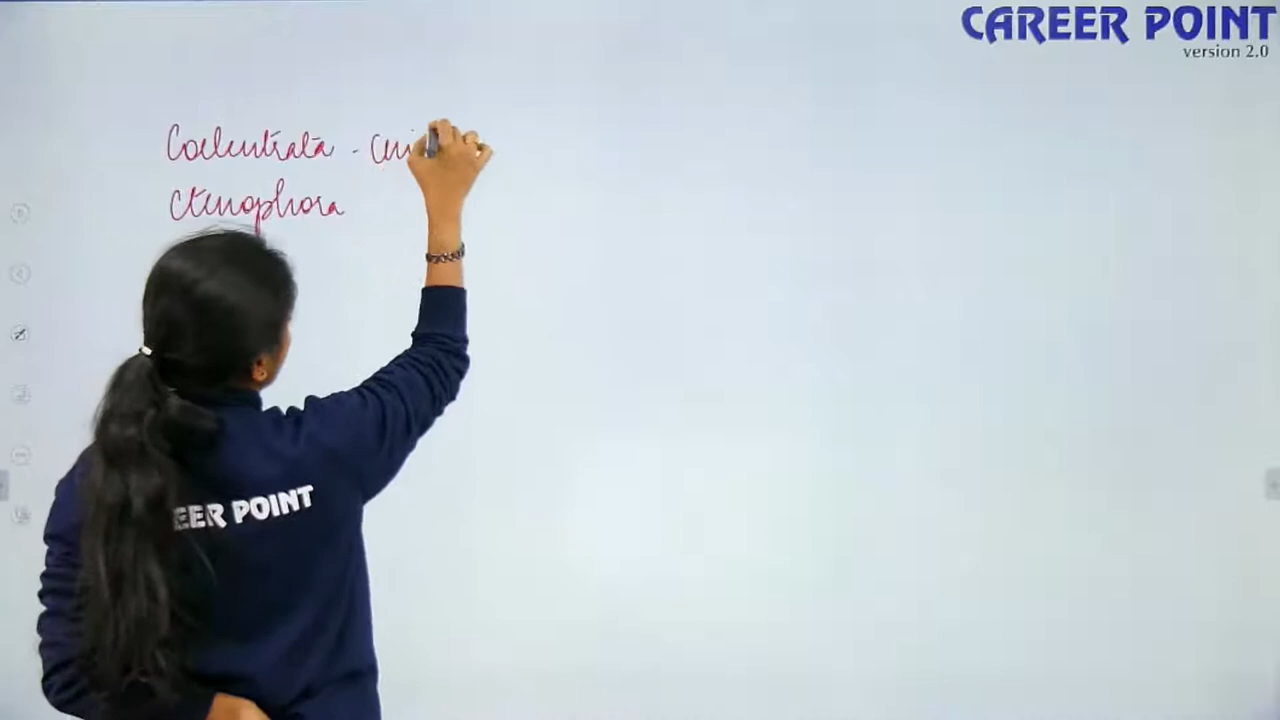 CAREER POINT
version 2.0
Coelentrata -
Ctenophora
EER POINT